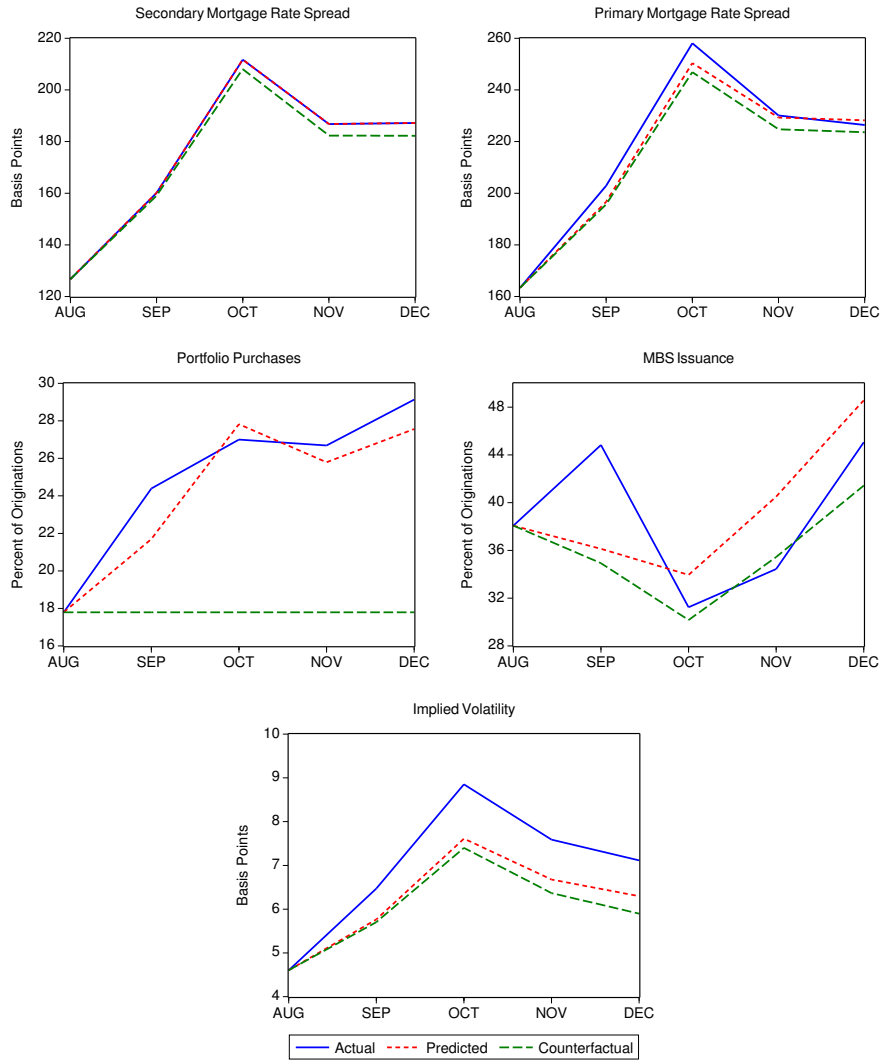 Secondary Mortgage Rate Spread
220
200
180
160
140
120
Basis Points
AUG SEP OCT NOV DEC
Primary Mortgage Rate Spread
260
240
220
200
180
160
Basis Points
AUG SEP OCT NOV DEC
Portfolio Purchases
30
28
26
24
22
20
18
16
Percent of Originations
AUG SEP OCT NOV DEC
MBS Issuance
48
44
40
36
32
28
Percent of Originations
AUG SEP OCT NOV DEC
Implied Volatility
10
9
8
7
6
5
4
Basis Points
AUG SEP OCT NOV DEC
Actual Predicted Counterfactual